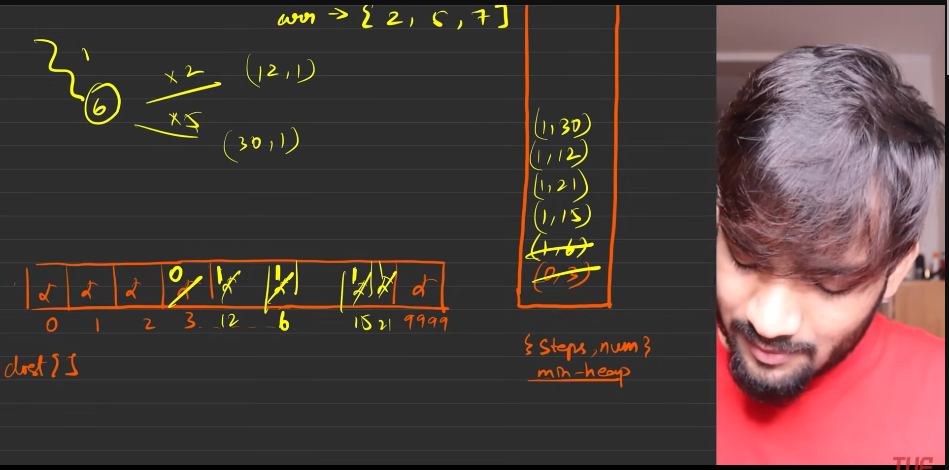 arr → { 2, 5, 7 ]
1
6
×2 (12,1)
×5 (30,1)
(1,30)
(1,12)
(1,21)
(1,15)
(1,6)
(0,3)
0 1 1 1
0 1 2 3 12 6 15 21 9999
dist[]
{ Steps, num }
min-heap